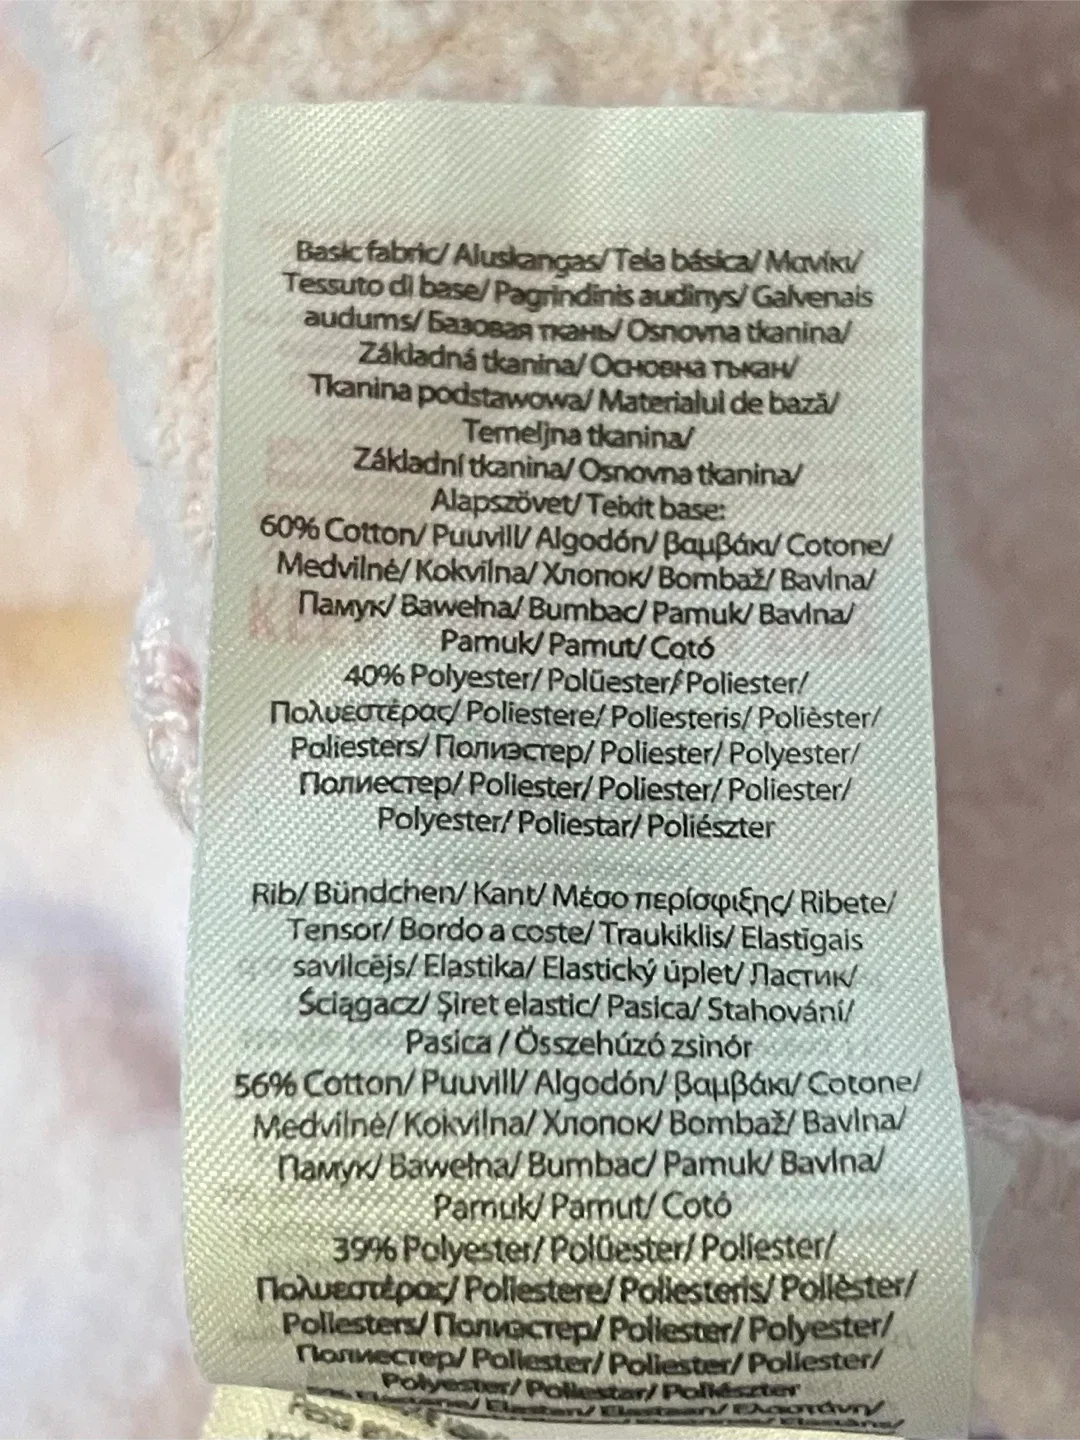 Basic fabric/ Aluskangas/ Tela básica/ Μανίκι/
Tessuto di base/ Pagrindinis audinys/ Galvenais
audums/ Базовая ткань/ Osnovna tkanina/
Základná tkanina/ Основна тъкан/
Tkanina podstawowa/ Materialul de bază/
Temeljna tkanina/
Základní tkanina/ Osnovna tkanina/
Alapszövet/ Teixit base:
60% Cotton/ Puuvill/ Algodón/ βαμβάκι/ Cotone/
Medvilnė/ Kokvilna/ Хлопок/ Bombaž/ Bavlna/
Памук/ Bawełna/ Bumbac/ Pamuk/ Bavlna/
Pamuk/ Pamut/ Cotó
40% Polyester/ Polüester/ Poliester/
Πολυεστέρας/ Poliestere/ Poliesteris/ Polièster/
Poliesters/ Полиэстер/ Poliester/ Polyester/
Полиестер/ Poliester/ Poliester/ Poliester/
Polyester/ Poliestar/ Poliészter
Rib/ Bündchen/ Kant/ Μέσο περίσφιξης/ Ribete/
Tensor/ Bordo a coste/ Traukiklis/ Elastīgais
savilcējs/ Elastika/ Elastický úplet/ Ластик/
Ściągacz/ Șiret elastic/ Pasica/ Stahování/
Pasica / Összehúzó zsinór
56% Cotton/ Puuvill/ Algodón/ βαμβάκι/ Cotone/
Medvilnė/ Kokvilna/ Хлопок/ Bombaž/ Bavlna/
Памук/ Bawełna/ Bumbac/ Pamuk/ Bavlna/
Pamuk/ Pamut/ Cotó
39% Polyester/ Polüester/ Poliester/
Πολυεστέρας/ Poliestere/ Poliesteris/ Polièster/
Poliesters/ Полиэстер/ Poliester/ Polyester/
Полиестер/ Poliester/ Poliester/ Poliester/
Polyester/ Poliestar/ Poliészter
Elastan/ Elastaan/ Ελαστάνη/